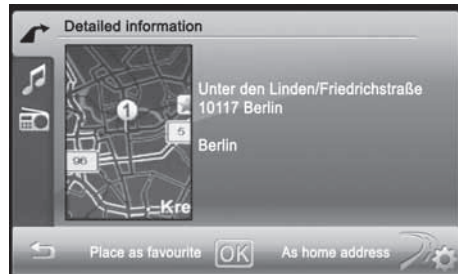 Detailed information
Unter den Linden/Friedrichstraße
10117 Berlin
Berlin
1
5
96
Kre
Place as favourite
OK
As home address